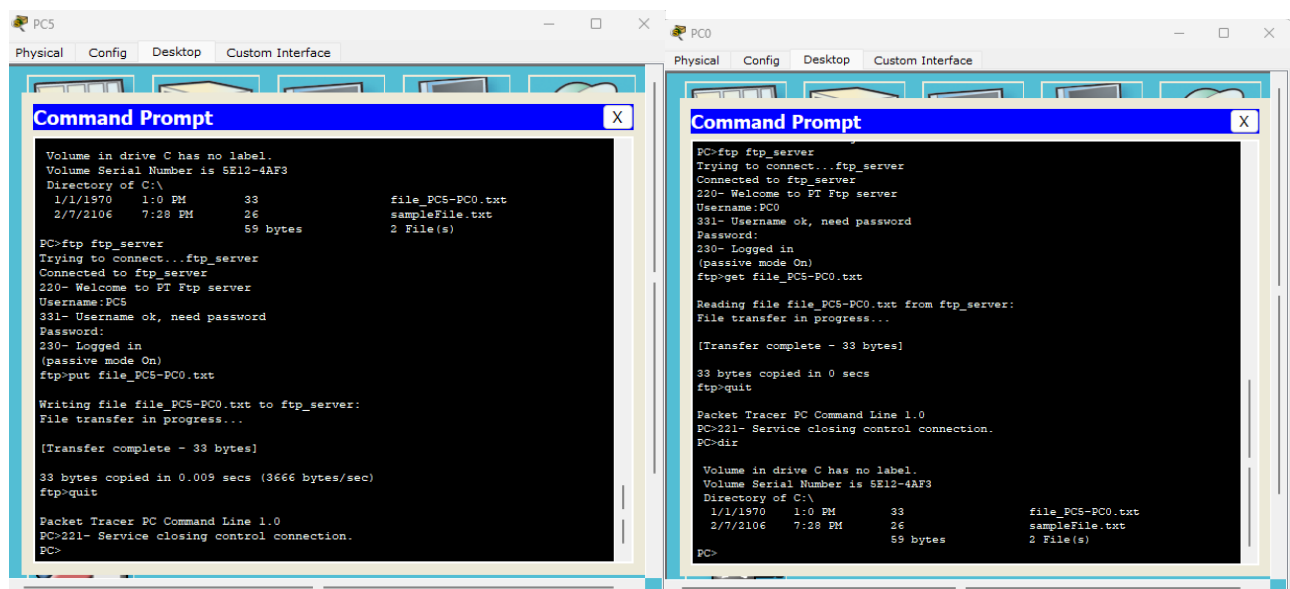 PC5
Physical Config Desktop Custom Interface
Command Prompt
X
Volume in drive C has no label.
Volume Serial Number is 5E12-4AF3
Directory of C:\
1/1/1970 1:0 PM 33 file_PC5-PC0.txt
2/7/2106 7:28 PM 26 sampleFile.txt
59 bytes 2 File(s)
PC>ftp ftp_server
Trying to connect...ftp_server
Connected to ftp_server
220- Welcome to PT Ftp server
Username:PC5
331- Username ok, need password
Password:
230- Logged in
(passive mode On)
ftp>put file_PC5-PC0.txt
Writing file file_PC5-PC0.txt to ftp_server:
File transfer in progress...
[Transfer complete - 33 bytes]
33 bytes copied in 0.009 secs (3666 bytes/sec)
ftp>quit
Packet Tracer PC Command Line 1.0
PC>221- Service closing control connection.
PC>
PC0
Physical Config Desktop Custom Interface
Command Prompt
X
PC>ftp ftp_server
Trying to connect...ftp_server
Connected to ftp_server
220- Welcome to PT Ftp server
Username:PC0
331- Username ok, need password
Password:
230- Logged in
(passive mode On)
ftp>get file_PC5-PC0.txt
Reading file file_PC5-PC0.txt from ftp_server:
File transfer in progress...
[Transfer complete - 33 bytes]
33 bytes copied in 0 secs
ftp>quit
Packet Tracer PC Command Line 1.0
PC>221- Service closing control connection.
PC>dir
Volume in drive C has no label.
Volume Serial Number is 5E12-4AF3
Directory of C:\
1/1/1970 1:0 PM 33 file_PC5-PC0.txt
2/7/2106 7:28 PM 26 sampleFile.txt
59 bytes 2 File(s)
PC>